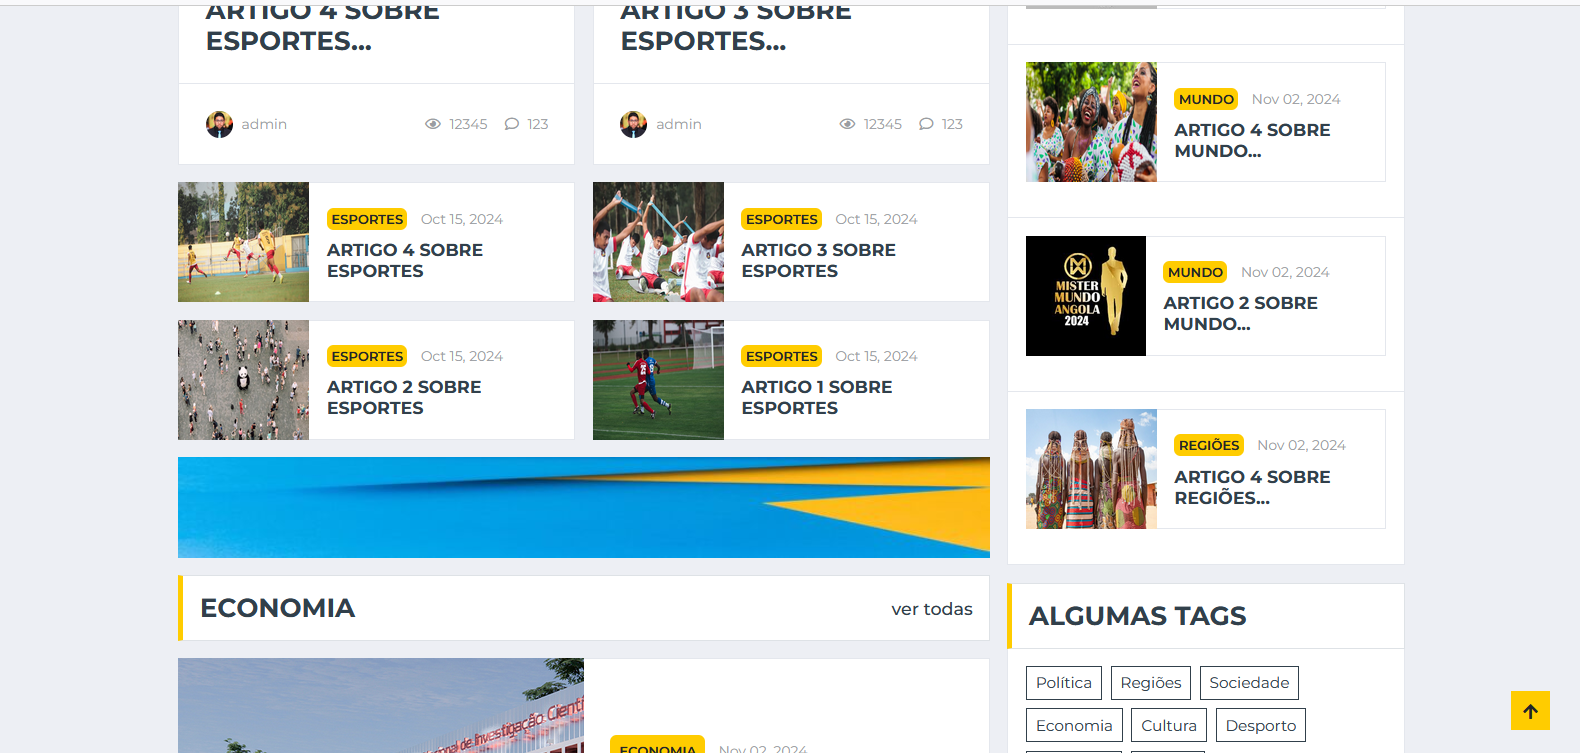 ARTIGO 4 SOBRE
ESPORTES...
admin
12345
123
ARTIGO 3 SOBRE
ESPORTES...
admin
12345
123
ESPORTES
Oct 15, 2024
ARTIGO 4 SOBRE
ESPORTES
ESPORTES
Oct 15, 2024
ARTIGO 3 SOBRE
ESPORTES
ESPORTES
Oct 15, 2024
ARTIGO 2 SOBRE
ESPORTES
ESPORTES
Oct 15, 2024
ARTIGO 1 SOBRE
ESPORTES
ECONOMIA
ver todas
de Investigação Científ
ECONOMIA
Nov 02, 2024
MUNDO
Nov 02, 2024
ARTIGO 4 SOBRE
MUNDO...
MISTER
MUNDO
ANGOLA
2024
MUNDO
Nov 02, 2024
ARTIGO 2 SOBRE
MUNDO...
REGIÕES
Nov 02, 2024
ARTIGO 4 SOBRE
REGIÕES...
ALGUMAS TAGS
Política
Regiões
Sociedade
Economia
Cultura
Desporto